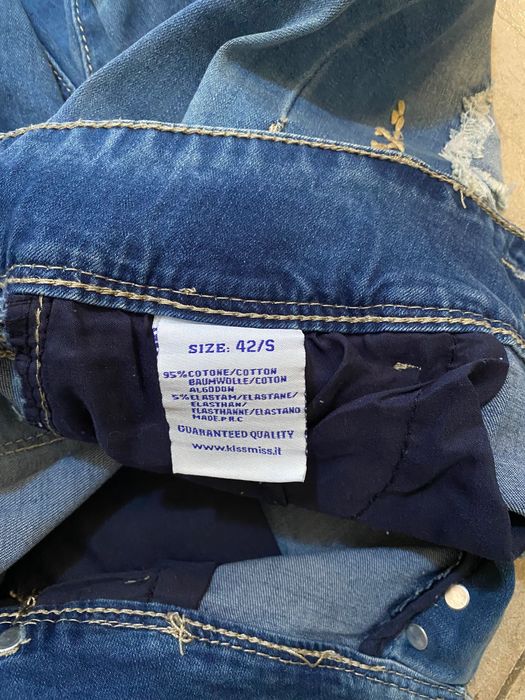 SIZE: 42/S
95% COTONE/COTTON
BAUMWOLLE/COTON
ALGODON
5% ELASTAM/ELASTANE/
ELASTHAN/
ELASTHANNE/ELASTANO
MADE.P.R.C
GUARANTEED QUALITY
www.kissmiss.it